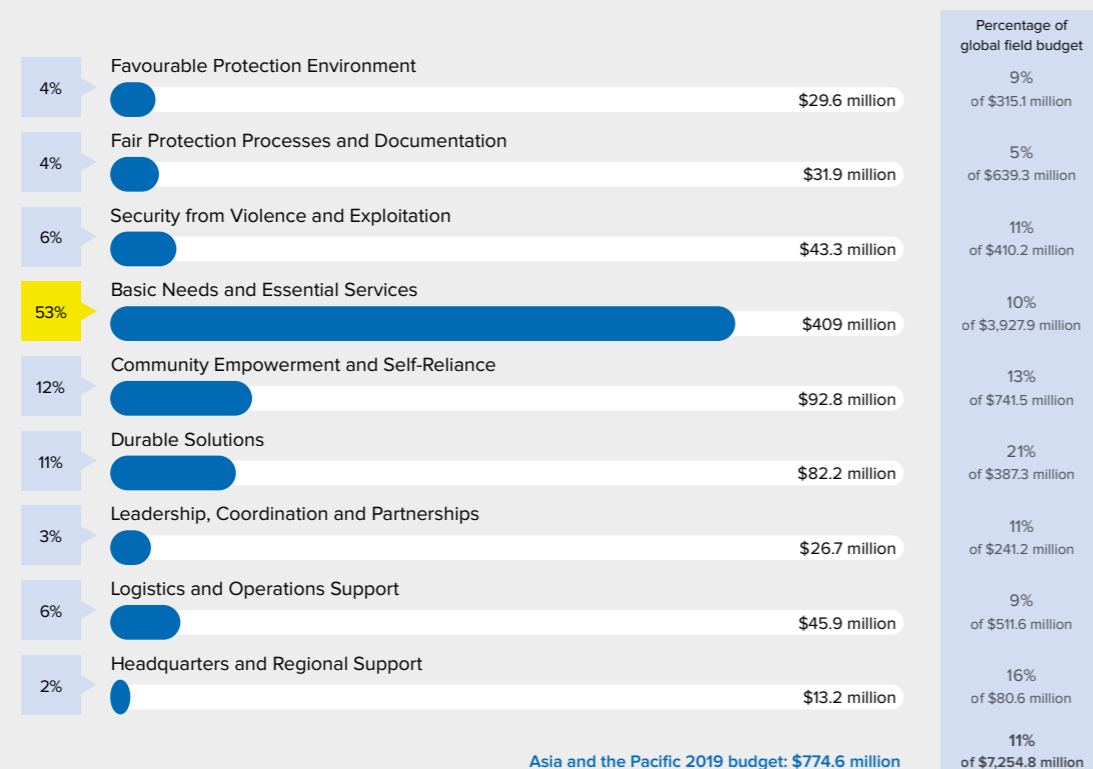 Percentage of
global field budget
Favourable Protection Environment
4%
$29.6 million
9%
of $315.1 million
Fair Protection Processes and Documentation
4%
$31.9 million
5%
of $639.3 million
Security from Violence and Exploitation
6%
$43.3 million
11%
of $410.2 million
Basic Needs and Essential Services
53%
$409 million
10%
of $3,927.9 million
Community Empowerment and Self-Reliance
12%
$92.8 million
13%
of $741.5 million
Durable Solutions
11%
$82.2 million
21%
of $387.3 million
Leadership, Coordination and Partnerships
3%
$26.7 million
11%
of $241.2 million
Logistics and Operations Support
6%
$45.9 million
9%
of $511.6 million
Headquarters and Regional Support
2%
$13.2 million
16%
of $80.6 million
Asia and the Pacific 2019 budget: $774.6 million
11%
of $7,254.8 million